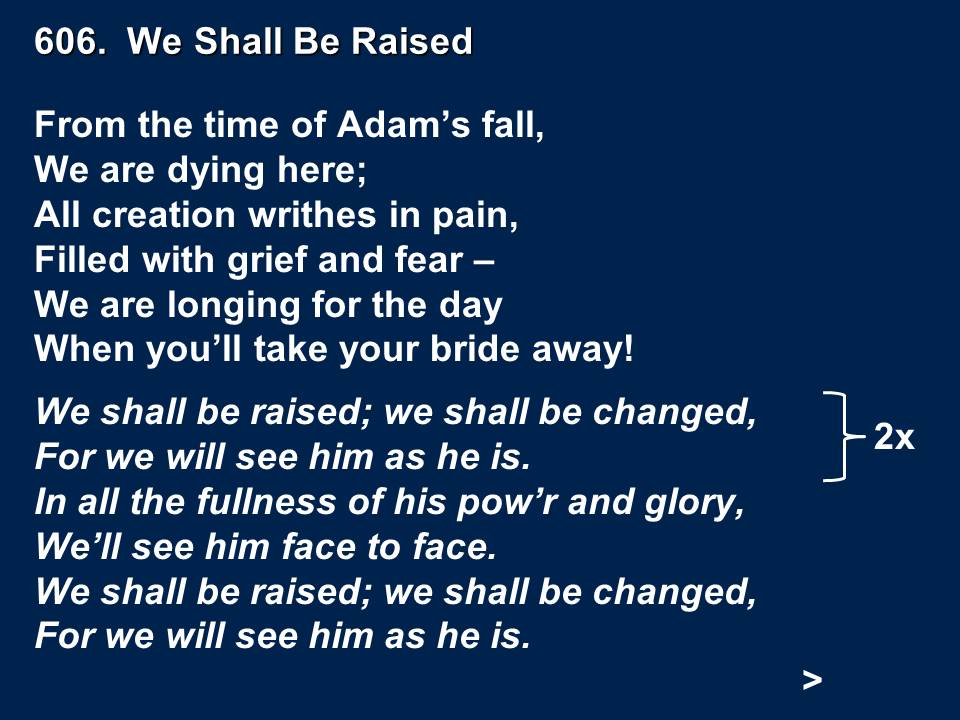 606.  We Shall Be Raised
From the time of Adam’s fall,
We are dying here;
All creation writhes in pain,
Filled with grief and fear –
We are longing for the day
When you’ll take your bride away!
We shall be raised; we shall be changed,
For we will see him as he is.
2x
In all the fullness of his pow’r and glory,
We’ll see him face to face.
We shall be raised; we shall be changed,
For we will see him as he is.
>